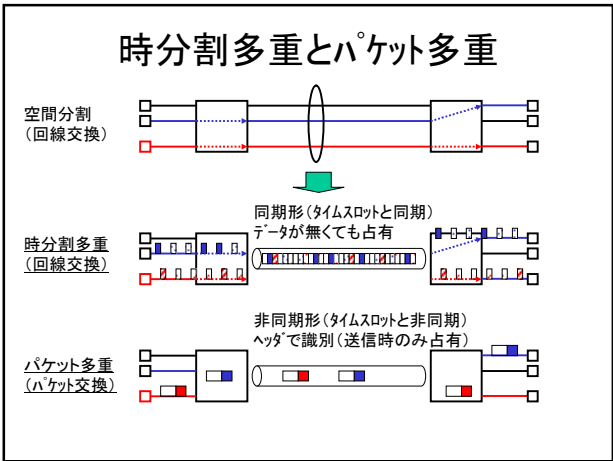 時分割多重とﾊﾟｹｯﾄ多重
空間分割
(回線交換)
同期形(タイムスロットと同期)
ﾃﾞｰﾀが無くても占有
時分割多重
(回線交換)
非同期形(タイムスロットと非同期)
ﾍｯﾀﾞで識別(送信時のみ占有)
パケット多重
(ﾊﾟｹｯﾄ交換)